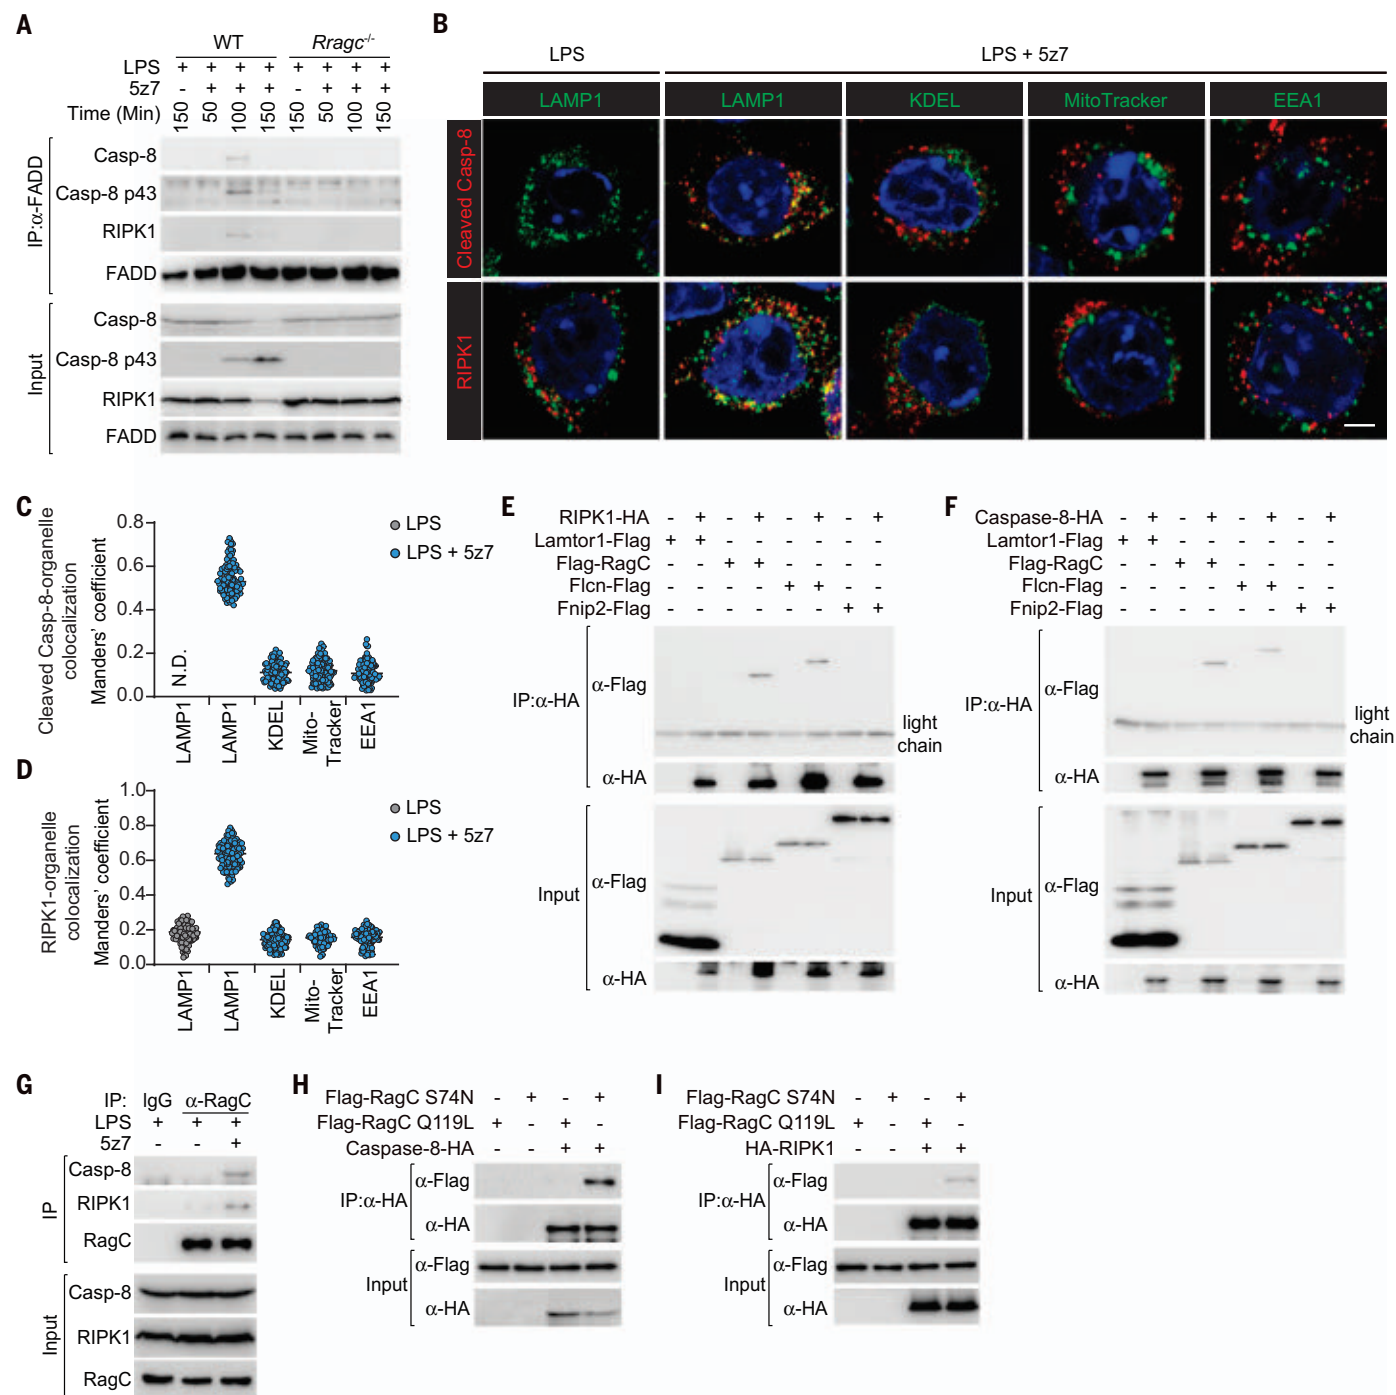 A
WT Rragc-/-
LPS + + + + + + + +
5z7 - + + + - + + +
Time (Min) 150 50 100 150 150 50 100 150
IP:α-FADD
Casp-8
Casp-8 p43
RIPK1
FADD
Input
Casp-8
Casp-8 p43
RIPK1
FADD
B
LPS LPS + 5z7
LAMP1 LAMP1 KDEL MitoTracker EEA1
Cleaved Casp-8
RIPK1
C
Cleaved Casp-8-organelle
colocalization
Manders' coefficient
0.8
0.6
0.4
0.2
0.0
N.D.
LPS
LPS + 5z7
LAMP1 LAMP1 KDEL Mito-Tracker EEA1
D
RIPK1-organelle
colocalization
Manders' coefficient
1.0
0.8
0.6
0.4
0.2
0.0
LPS
LPS + 5z7
LAMP1 LAMP1 KDEL Mito-Tracker EEA1
E
RIPK1-HA - + - + - + - +
Lamtor1-Flag + + - - - - - -
Flag-RagC - - + + - - - -
Flcn-Flag - - - - + + - -
Fnip2-Flag - - - - - - + +
IP:α-HA
α-Flag
light
chain
α-HA
Input
α-Flag
α-HA
F
Caspase-8-HA - + - + - + - +
Lamtor1-Flag + + - - - - - -
Flag-RagC - - + + - - - -
Flcn-Flag - - - - + + - -
Fnip2-Flag - - - - - - + +
IP:α-HA
α-Flag
light
chain
α-HA
Input
α-Flag
α-HA
G
IP: IgG α-RagC
LPS + + +
5z7 - - +
IP
Casp-8
RIPK1
RagC
Input
Casp-8
RIPK1
RagC
H
Flag-RagC S74N - + - +
Flag-RagC Q119L + - + -
Caspase-8-HA - - + +
IP:α-HA
α-Flag
α-HA
Input
α-Flag
α-HA
I
Flag-RagC S74N - + - +
Flag-RagC Q119L + - + -
HA-RIPK1 - - + +
IP:α-HA
α-Flag
α-HA
Input
α-Flag
α-HA